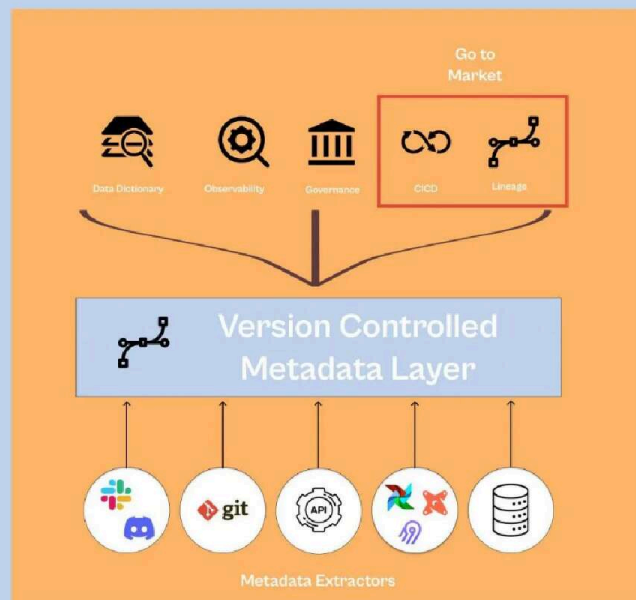 Go to
Market
Data Dictionary
Observability
Governance
CICD
Lineage
Version Controlled
Metadata Layer
git
API
Metadata Extractors